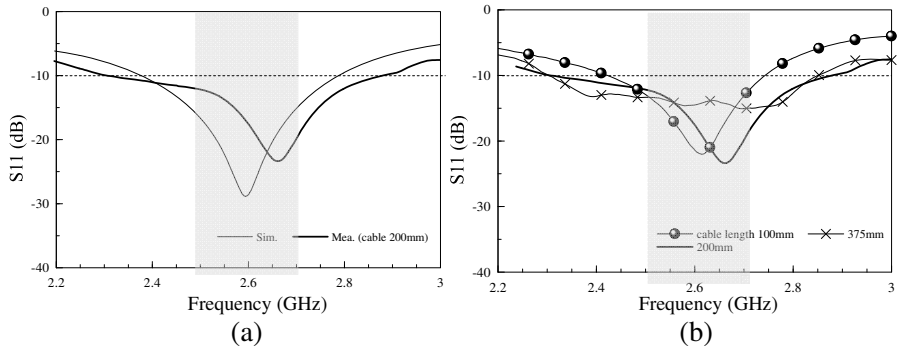 0
-10
-20
-30
-40
S11 (dB)
Sim.
Mea. (cable 200mm)
2.2
2.4
2.6
2.8
3
Frequency (GHz)
(a)
0
-10
-20
-30
-40
S11 (dB)
cable length 100mm
375mm
200mm
2.2
2.4
2.6
2.8
3
Frequency (GHz)
(b)